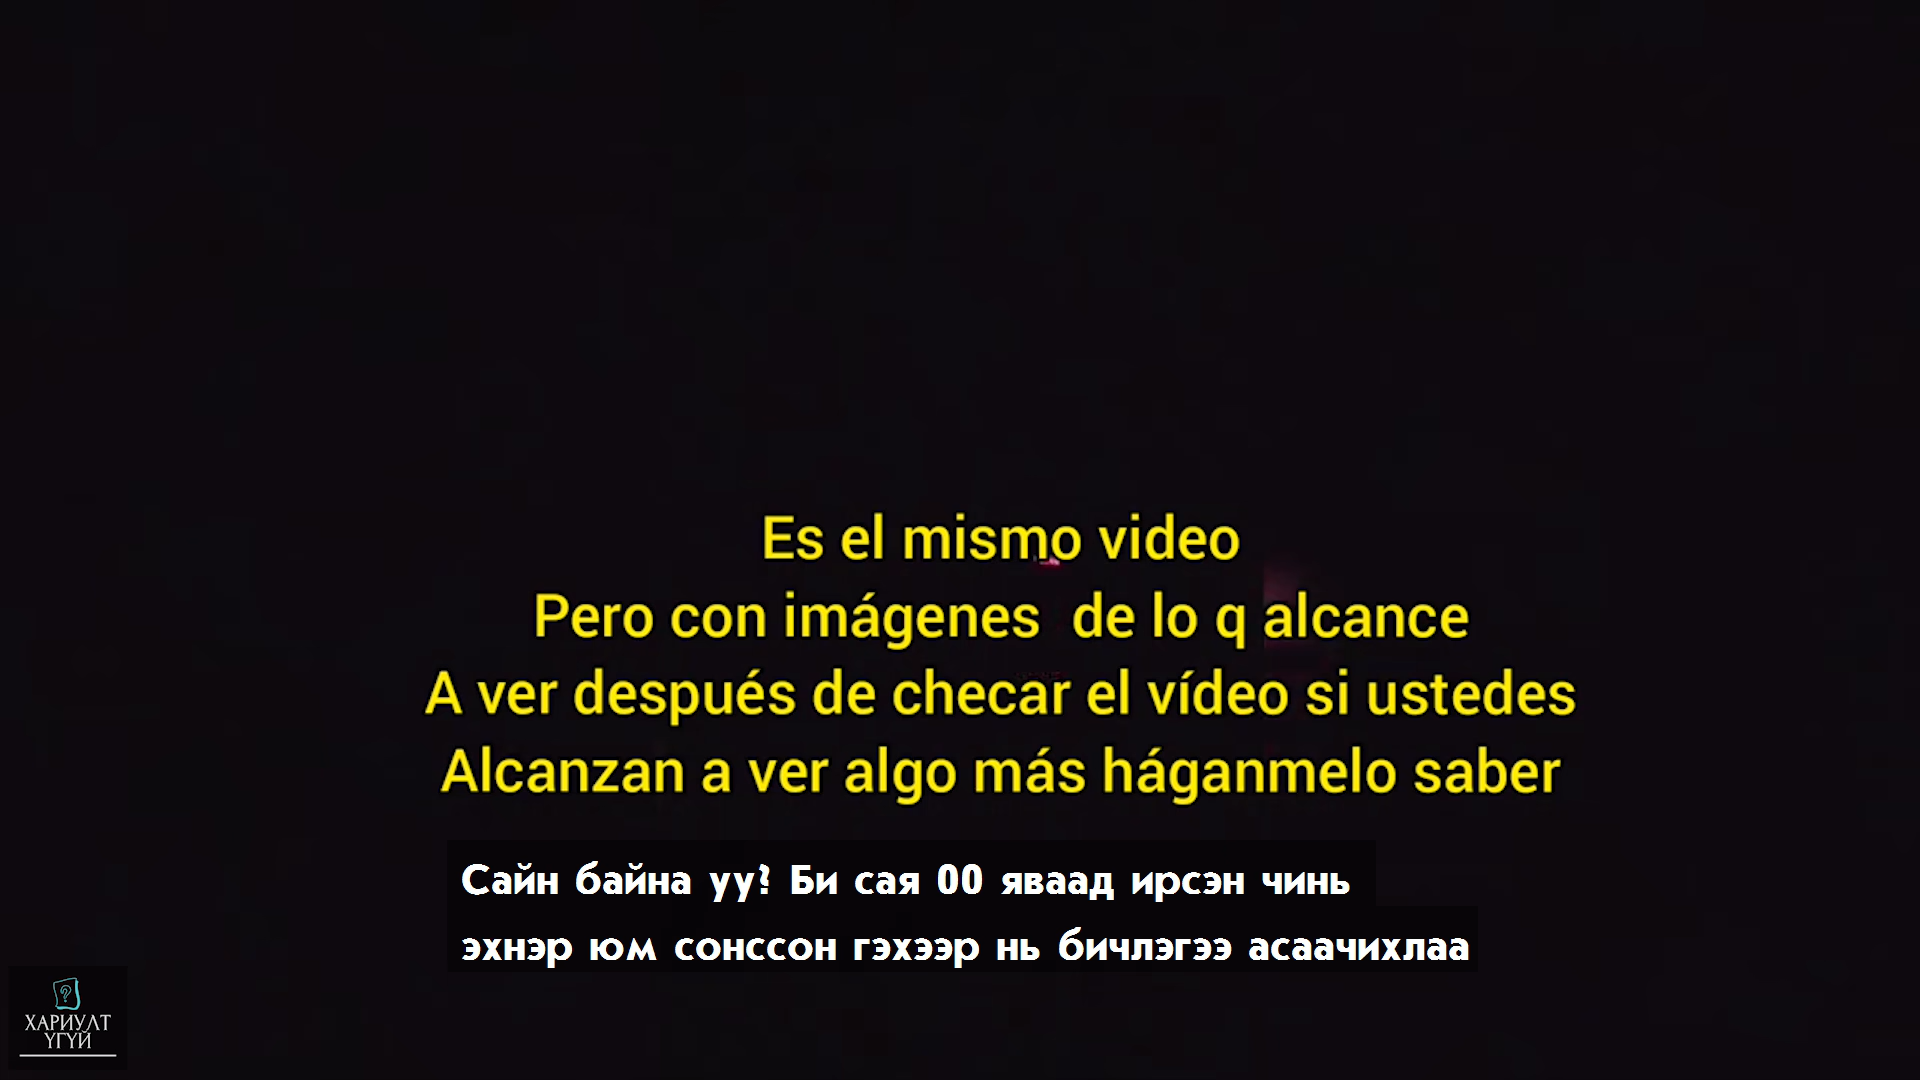 Es el mismo video
Pero con imágenes de lo q alcance
A ver después de checar el vídeo si ustedes
Alcanzan a ver algo más háganmelo saber
Сайн байна уу? Би сая 00 яваад ирсэн чинь
эхнэр юм сонссон гэхээр нь бичлэгээ асаачихлаа
?
ХАРИУЛТ
ҮГҮЙ